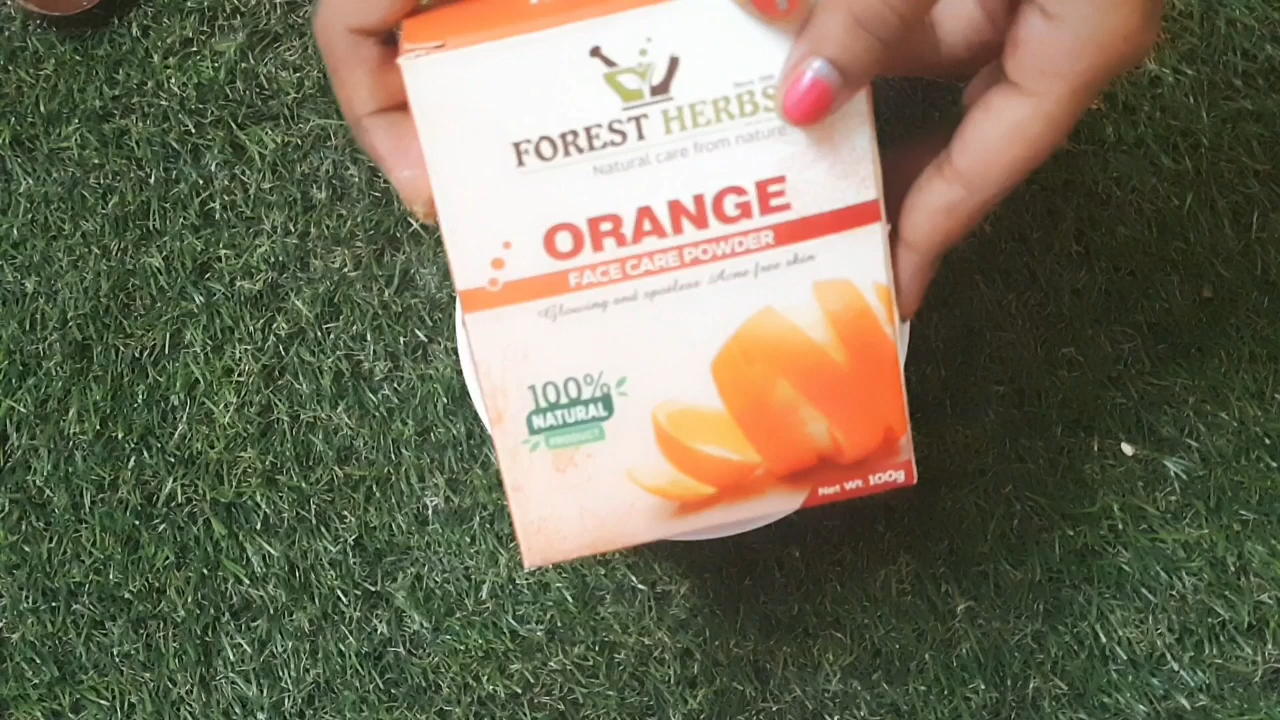 FOREST HERBS
Natural care from nature
ORANGE
FACE CARE POWDER
Glowing and spotless Acne free skin
100%
NATURAL
PRODUCT
Net Wt. 100g